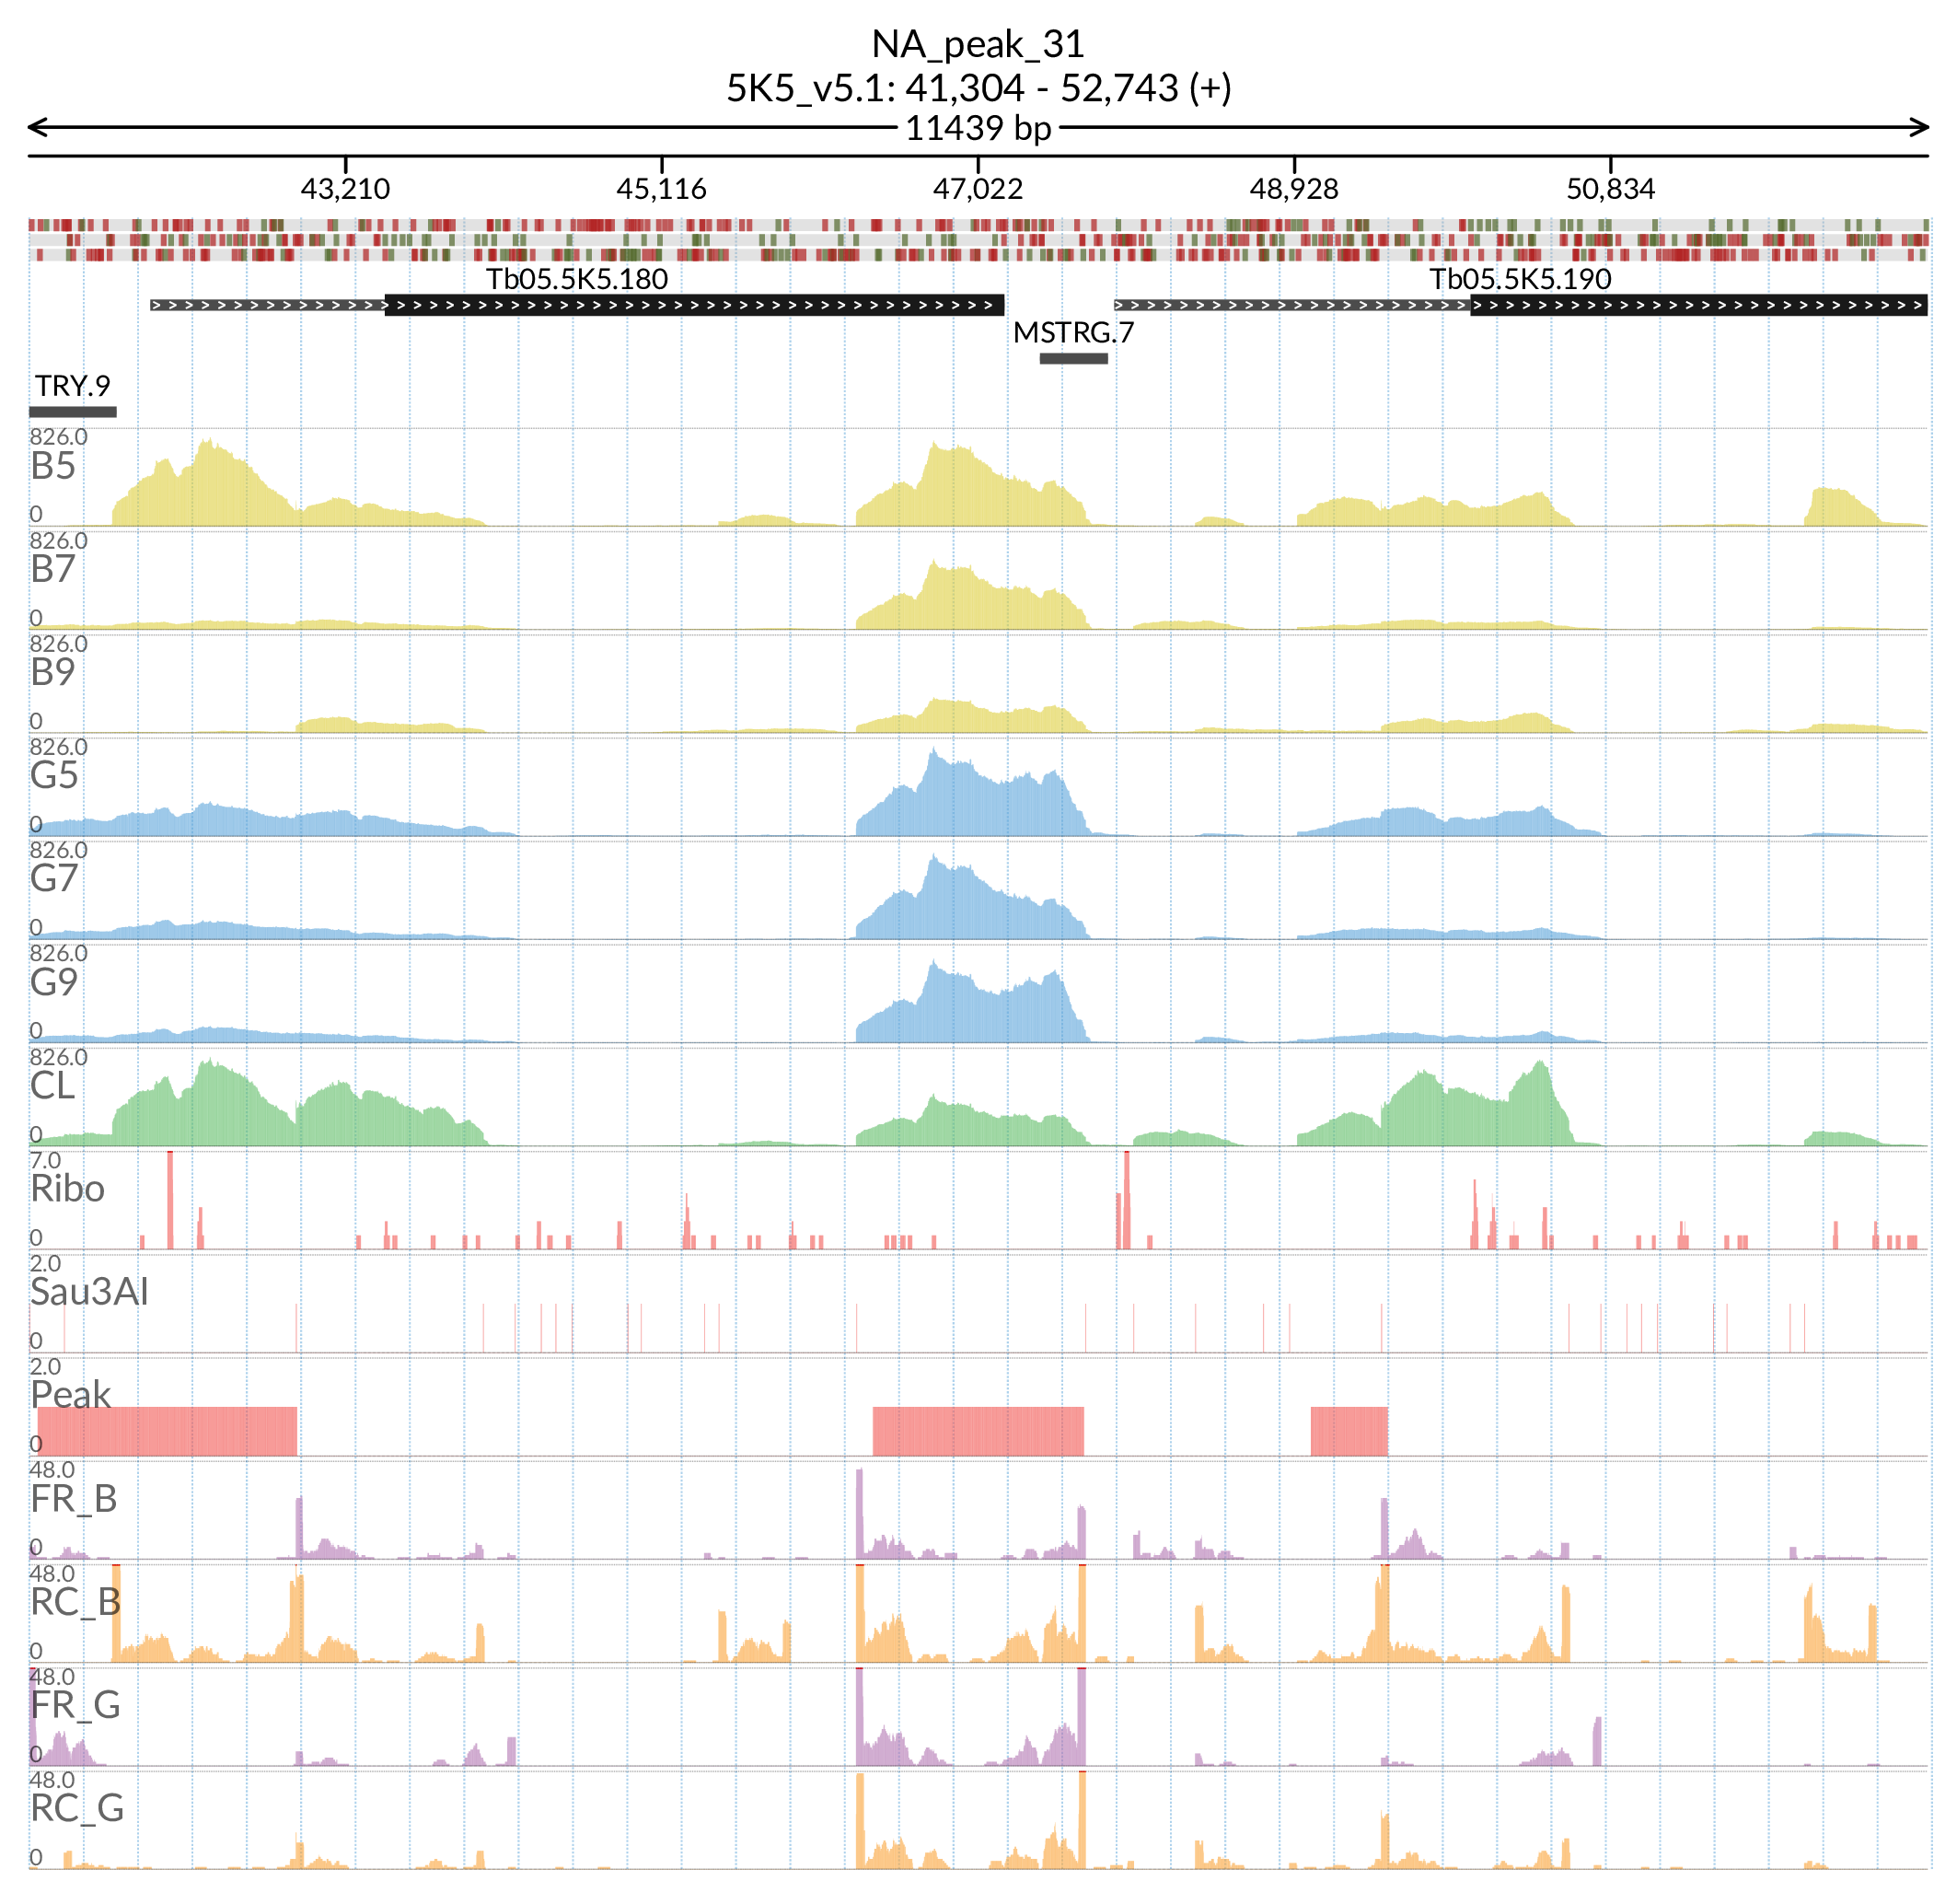 NA_peak_31
5K5_v5.1: 41,304 - 52,743 (+)
11439 bp
43,210 45,116 47,022 48,928 50,834
Tb05.5K5.180 Tb05.5K5.190
MSTRG.7
TRY.9
826.0
B5
0
826.0
B7
0
826.0
B9
0
826.0
G5
0
826.0
G7
0
826.0
G9
0
826.0
CL
0
7.0
Ribo
0
2.0
Sau3AI
0
2.0
Peak
0
48.0
FR_B
0
48.0
RC_B
0
48.0
FR_G
0
48.0
RC_G
0